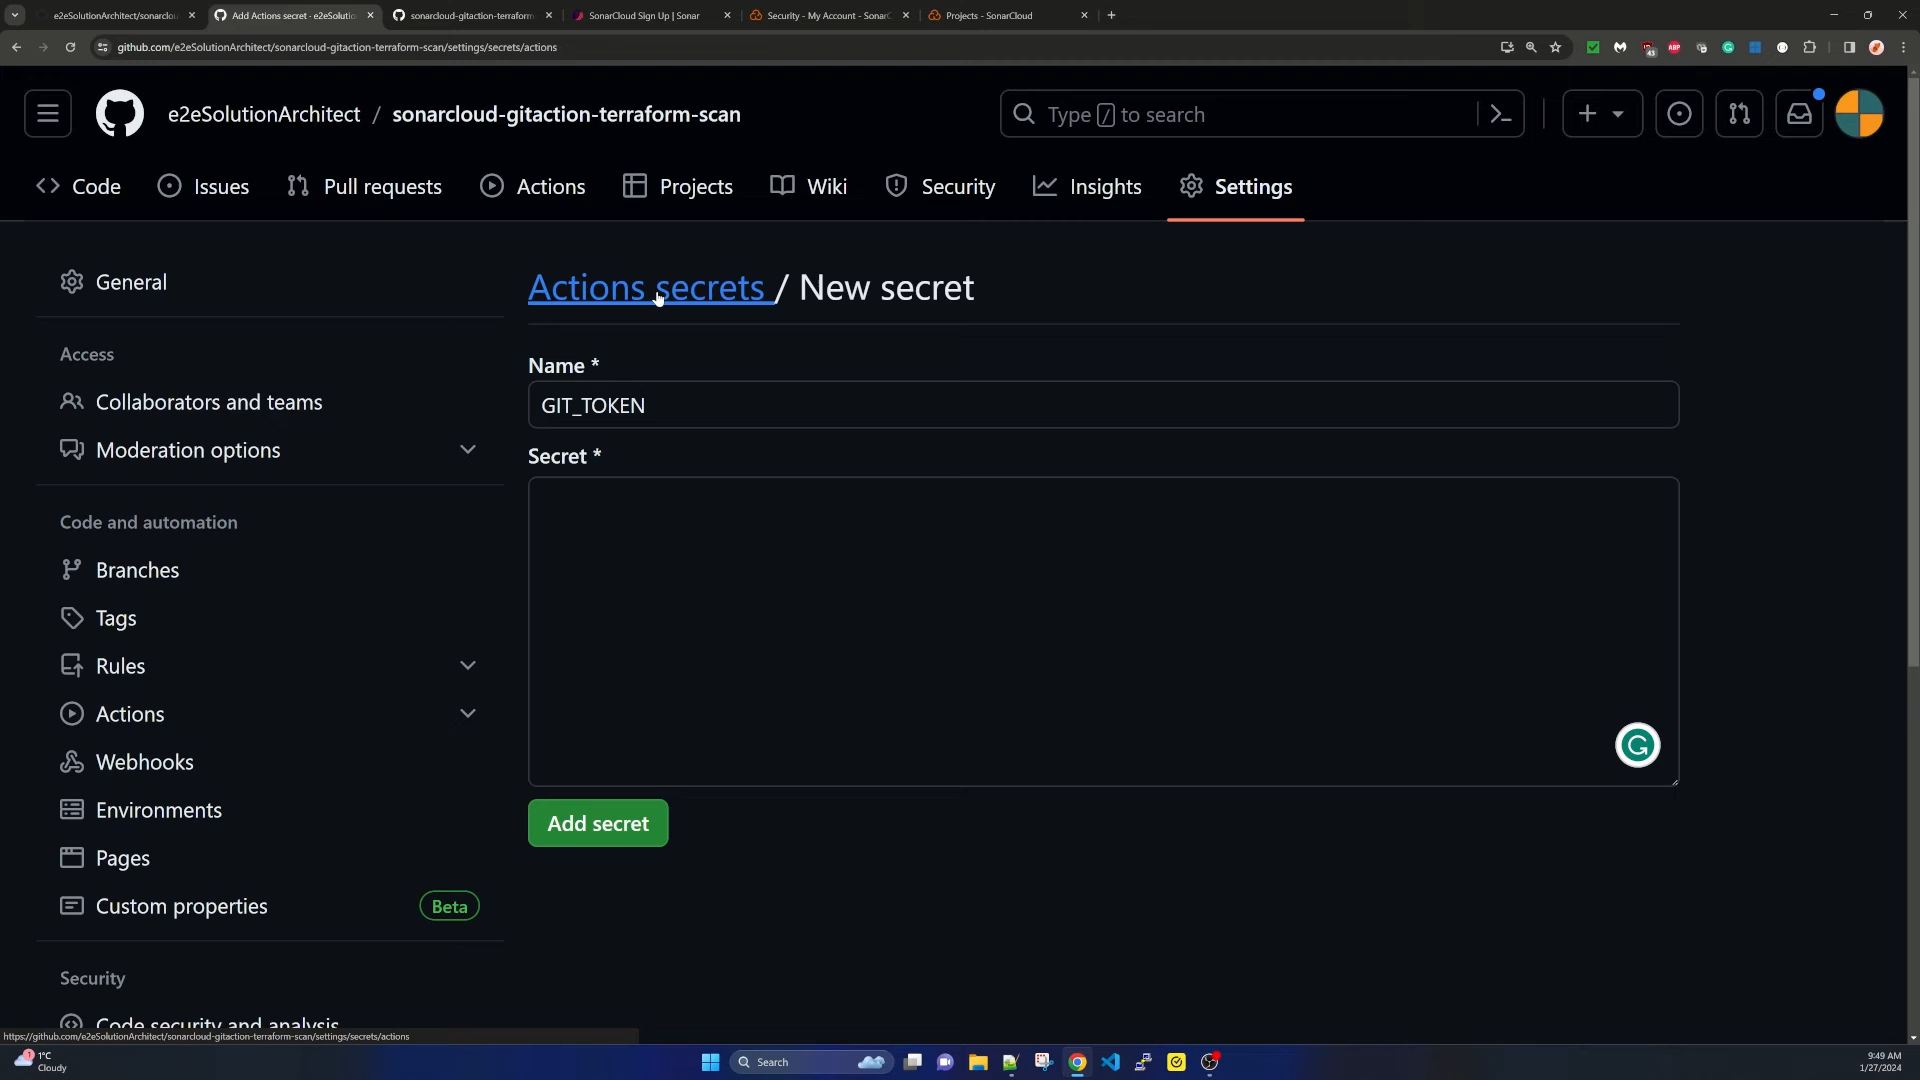 e2eSolutionArchitect/sonarclou
Add Actions secret · e2eSolutio
sonarcloud-gitaction-terraform
SonarCloud Sign Up | Sonar
Security - My Account - SonarC
Projects - SonarCloud
github.com/e2eSolutionArchitect/sonarcloud-gitaction-terraform-scan/settings/secrets/actions
43
ABP
e2eSolutionArchitect / sonarcloud-gitaction-terraform-scan
Type / to search
Code
Issues
Pull requests
Actions
Projects
Wiki
Security
Insights
Settings
General
Access
Collaborators and teams
Moderation options
Code and automation
Branches
Tags
Rules
Actions
Webhooks
Environments
Pages
Custom properties
Beta
Security
Code security and analysis
Actions secrets / New secret
Name *
GIT_TOKEN
Secret *
Add secret
https://github.com/e2eSolutionArchitect/sonarcloud-gitaction-terraform-scan/settings/secrets/actions
1
1°C
Cloudy
Search
9:49 AM
1/27/2024